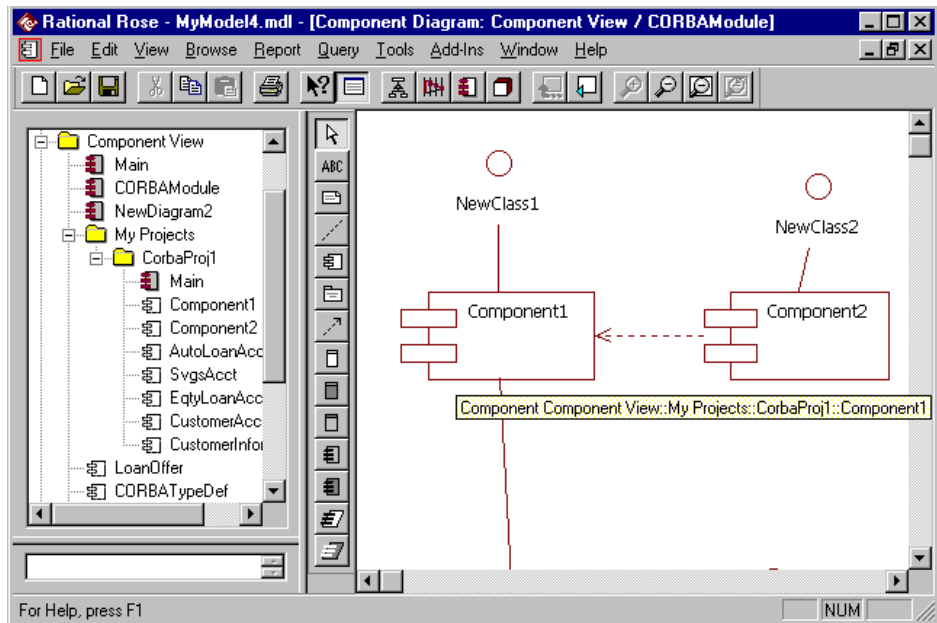 Rational Rose - MyModel4.mdl - [Component Diagram: Component View / CORBAModule]
File Edit View Browse Report Query Tools Add-Ins Window Help
Component View
Main
CORBAModule
NewDiagram2
My Projects
CorbaProj1
Main
Component1
Component2
AutoLoanAcc
SvgsAcct
EqtyLoanAcc
CustomerAcc
CustomerInfor
LoanOffer
CORBATypeDef
ABC
NewClass1
NewClass2
Component1
Component2
Component Component View::My Projects::CorbaProj1::Component1
For Help, press F1
NUM